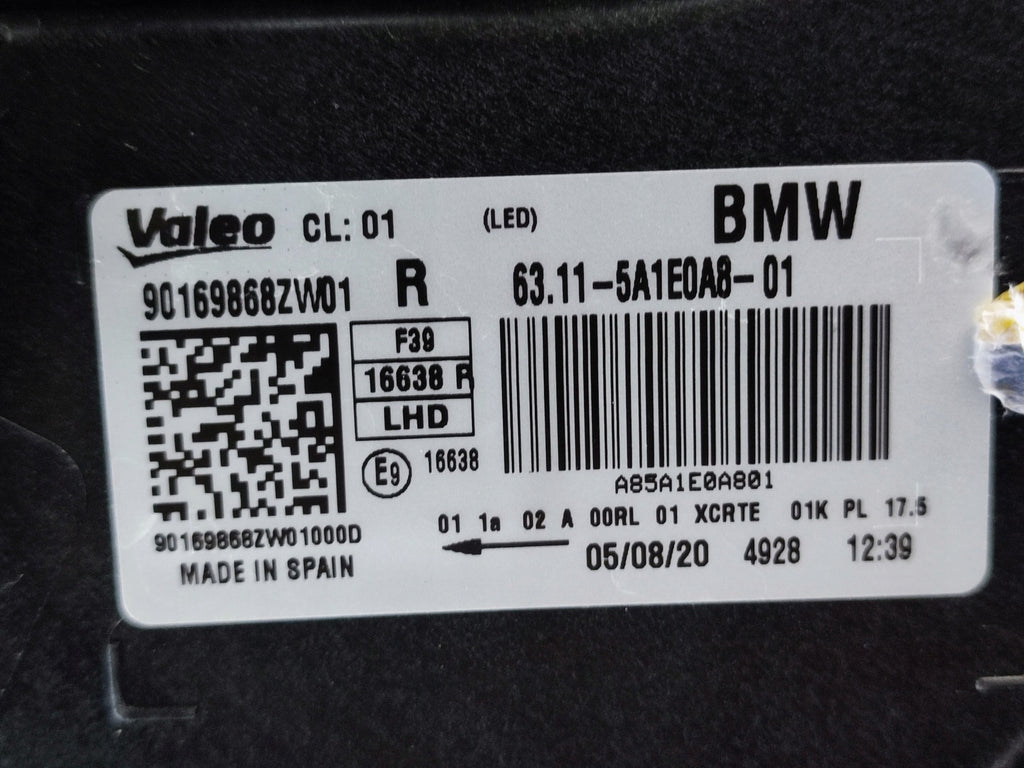 Valeo CL: 01 (LED) BMW
90169868ZW01 R 63.11-5A1E0A8-01
F39
16638 R
LHD
E9 16638
A85A1E0A801
90169868ZW01000D
01 1a 02 A 00RL 01 XCRTE 01K PL 17.5
MADE IN SPAIN
05/08/20 4928 12:39